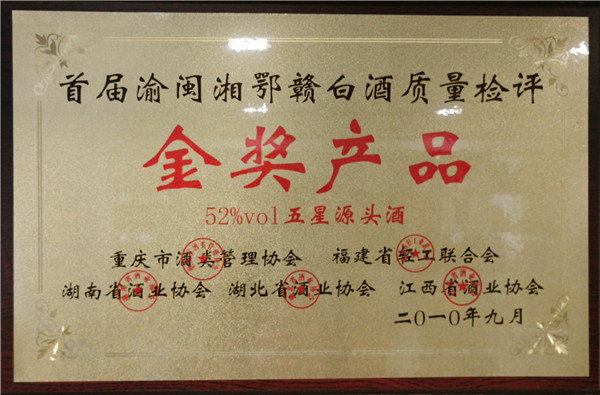 首届渝闽湘鄂赣白酒质量检评
金奖产品
52%vol五星源头酒
重庆市酒类管理协会 福建省轻工联合会
湖南省酒业协会 湖北省酒业协会 江西省酒业协会
二〇一〇年九月